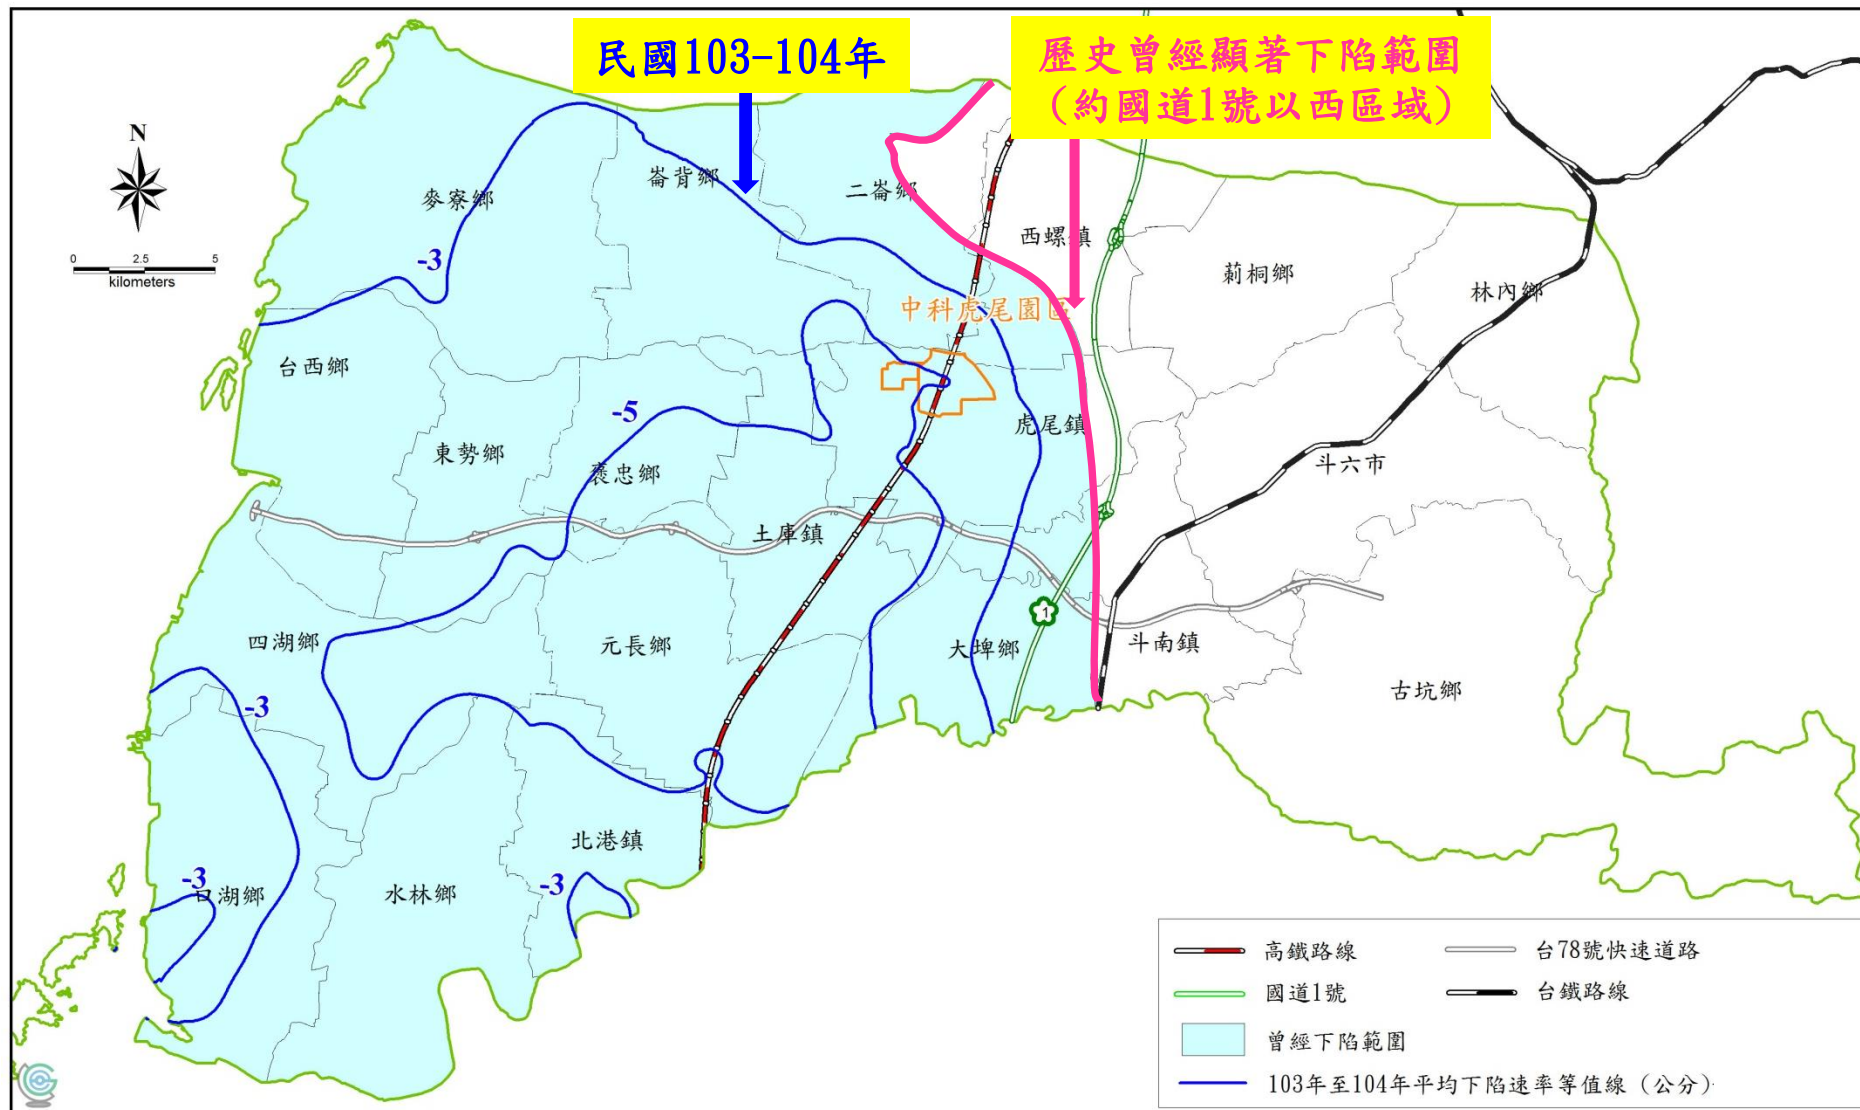 民國103-104年
歷史曾經顯著下陷範圍
(約國道1號以西區域)
N
0 2.5 5
kilometers
麥寮鄉
崙背鄉
二崙鄉
西螺鎮
莿桐鄉
林內鄉
-3
中科虎尾園區
台西鄉
-5
虎尾鎮
東勢鄉
褒忠鄉
斗六市
土庫鎮
1
四湖鄉
元長鄉
大埤鄉
斗南鎮
古坑鄉
-3
北港鎮
-3
口湖鄉
水林鄉
-3
高鐵路線
台78號快速道路
國道1號
台鐵路線
曾經下陷範圍
103年至104年平均下陷速率等值線（公分）